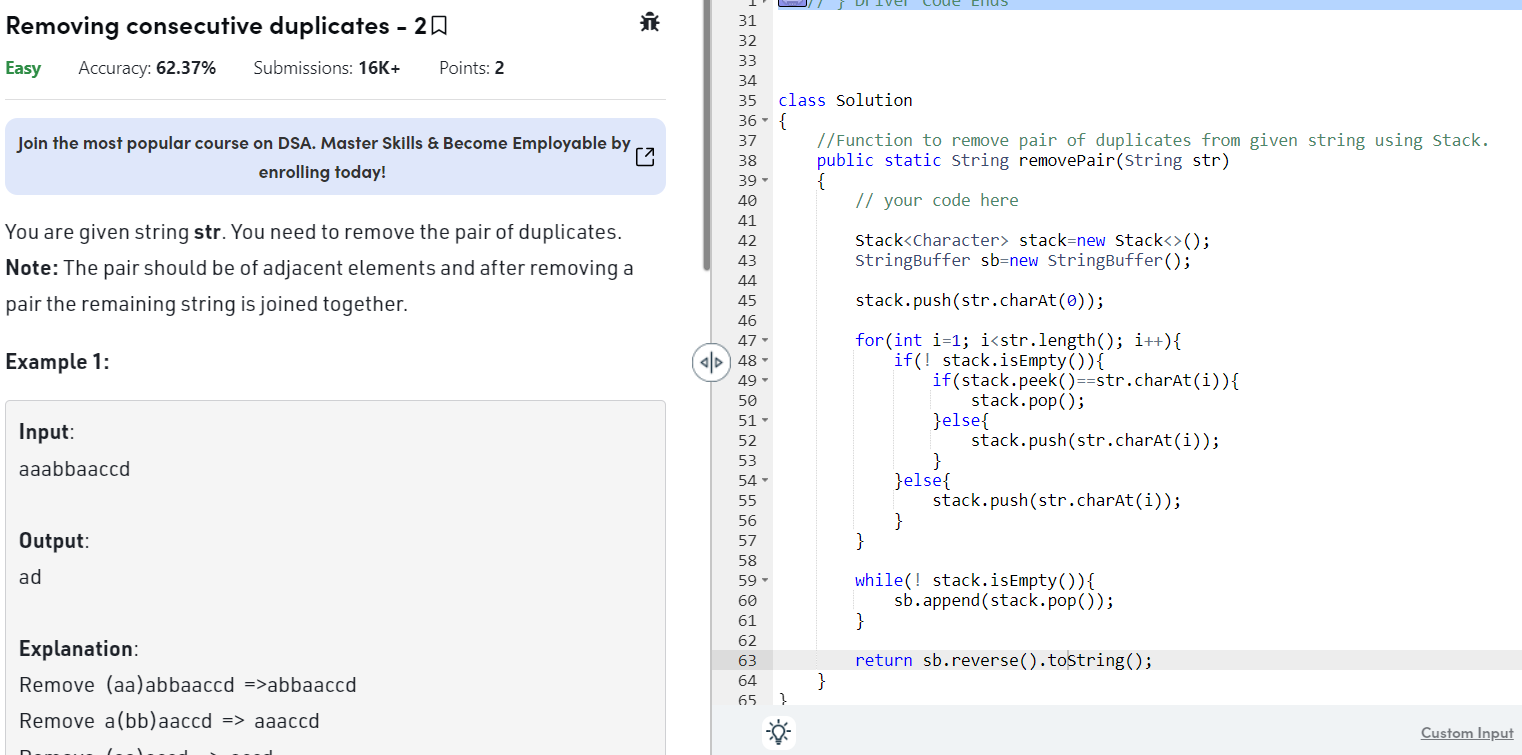 Removing consecutive duplicates - 2
Easy Accuracy: 62.37% Submissions: 16K+ Points: 2
Join the most popular course on DSA. Master Skills & Become Employable by
enrolling today!
You are given string str. You need to remove the pair of duplicates.
Note: The pair should be of adjacent elements and after removing a
pair the remaining string is joined together.
Example 1:
Input:
aaabbaaccd
Output:
ad
Explanation:
Remove (aa)abbaaccd =>abbaaccd
Remove a(bb)aaccd => aaaccd
1 // } Driver Code Ends
31
32
33
34
35 class Solution
36 {
37 //Function to remove pair of duplicates from given string using Stack.
38 public static String removePair(String str)
39 {
40 // your code here
41
42 Stack<Character> stack=new Stack<>();
43 StringBuffer sb=new StringBuffer();
44
45 stack.push(str.charAt(0));
46
47 for(int i=1; i<str.length(); i++){
48 if(! stack.isEmpty()){
49 if(stack.peek()==str.charAt(i)){
50 stack.pop();
51 }else{
52 stack.push(str.charAt(i));
53 }
54 }else{
55 stack.push(str.charAt(i));
56 }
57 }
58
59 while(! stack.isEmpty()){
60 sb.append(stack.pop());
61 }
62
63 return sb.reverse().toString();
64 }
65 }
Custom Input